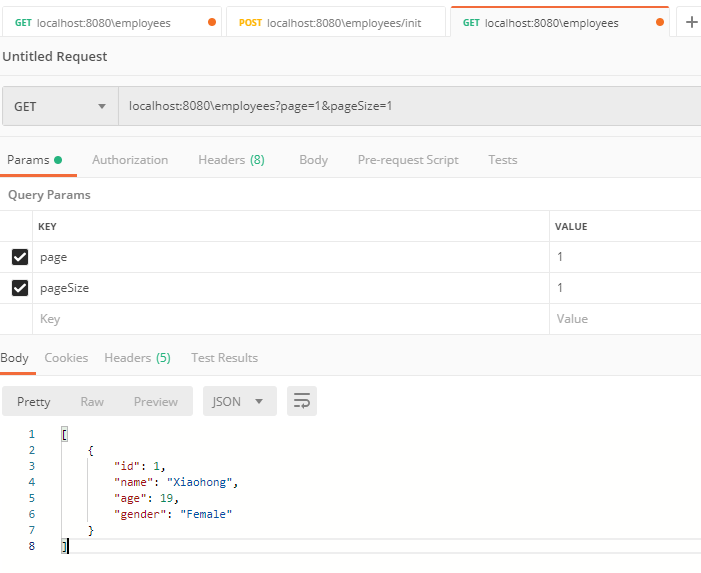 GET localhost:8080\employees POST localhost:8080\employees/init GET localhost:8080\employees +
Untitled Request
GET localhost:8080\employees?page=1&pageSize=1
Params Authorization Headers (8) Body Pre-request Script Tests
Query Params
KEY VALUE
page 1
pageSize 1
Key Value
Body Cookies Headers (5) Test Results
Pretty Raw Preview JSON
1 [
2 {
3 "id": 1,
4 "name": "Xiaohong",
5 "age": 19,
6 "gender": "Female"
7 }
8 ]